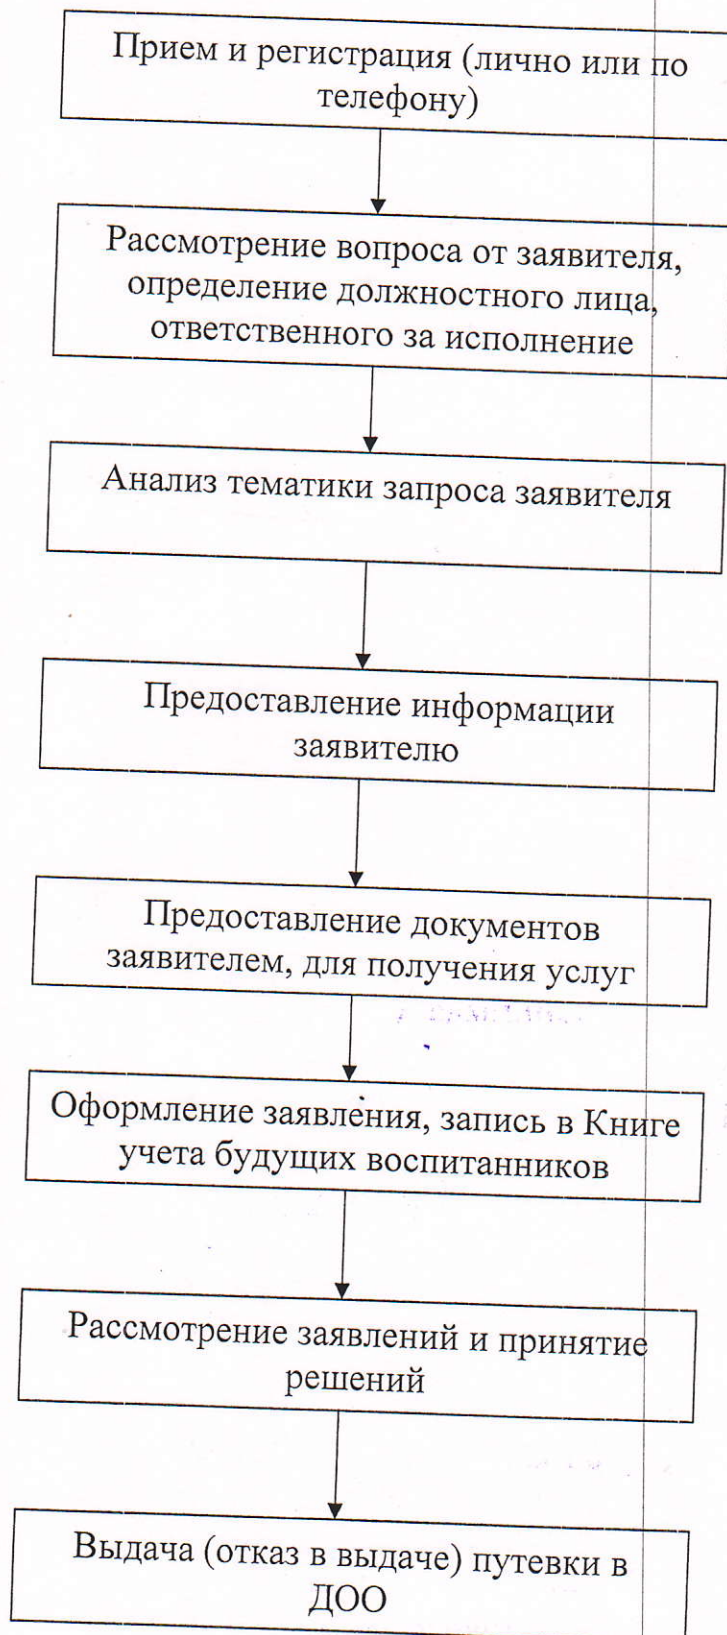 Прием и регистрация (лично или по
телефону)
Рассмотрение вопроса от заявителя,
определение должностного лица,
ответственного за исполнение
Анализ тематики запроса заявителя
Предоставление информации
заявителю
Предоставление документов
заявителем, для получения услуг
Оформление заявления, запись в Книге
учета будущих воспитанников
Рассмотрение заявлений и принятие
решений
Выдача (отказ в выдаче) путевки в
ДОО